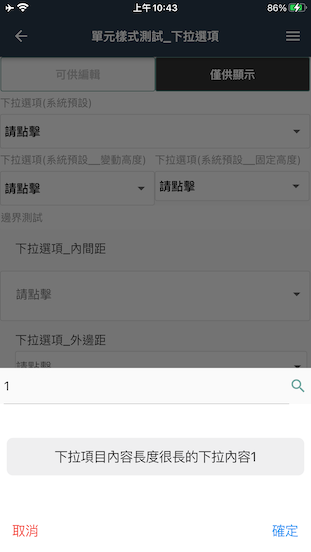 上午 10:43
86%
單元樣式測試_下拉選項
可供編輯
僅供顯示
下拉選項(系統預設)
請點擊
下拉選項(系統預設__變動高度)
下拉選項(系統預設__固定高度)
請點擊
請點擊
邊界測試
下拉選項_內間距
請點擊
下拉選項_外邊距
請點擊
1
下拉項目內容長度很長的下拉內容1
取消
確定